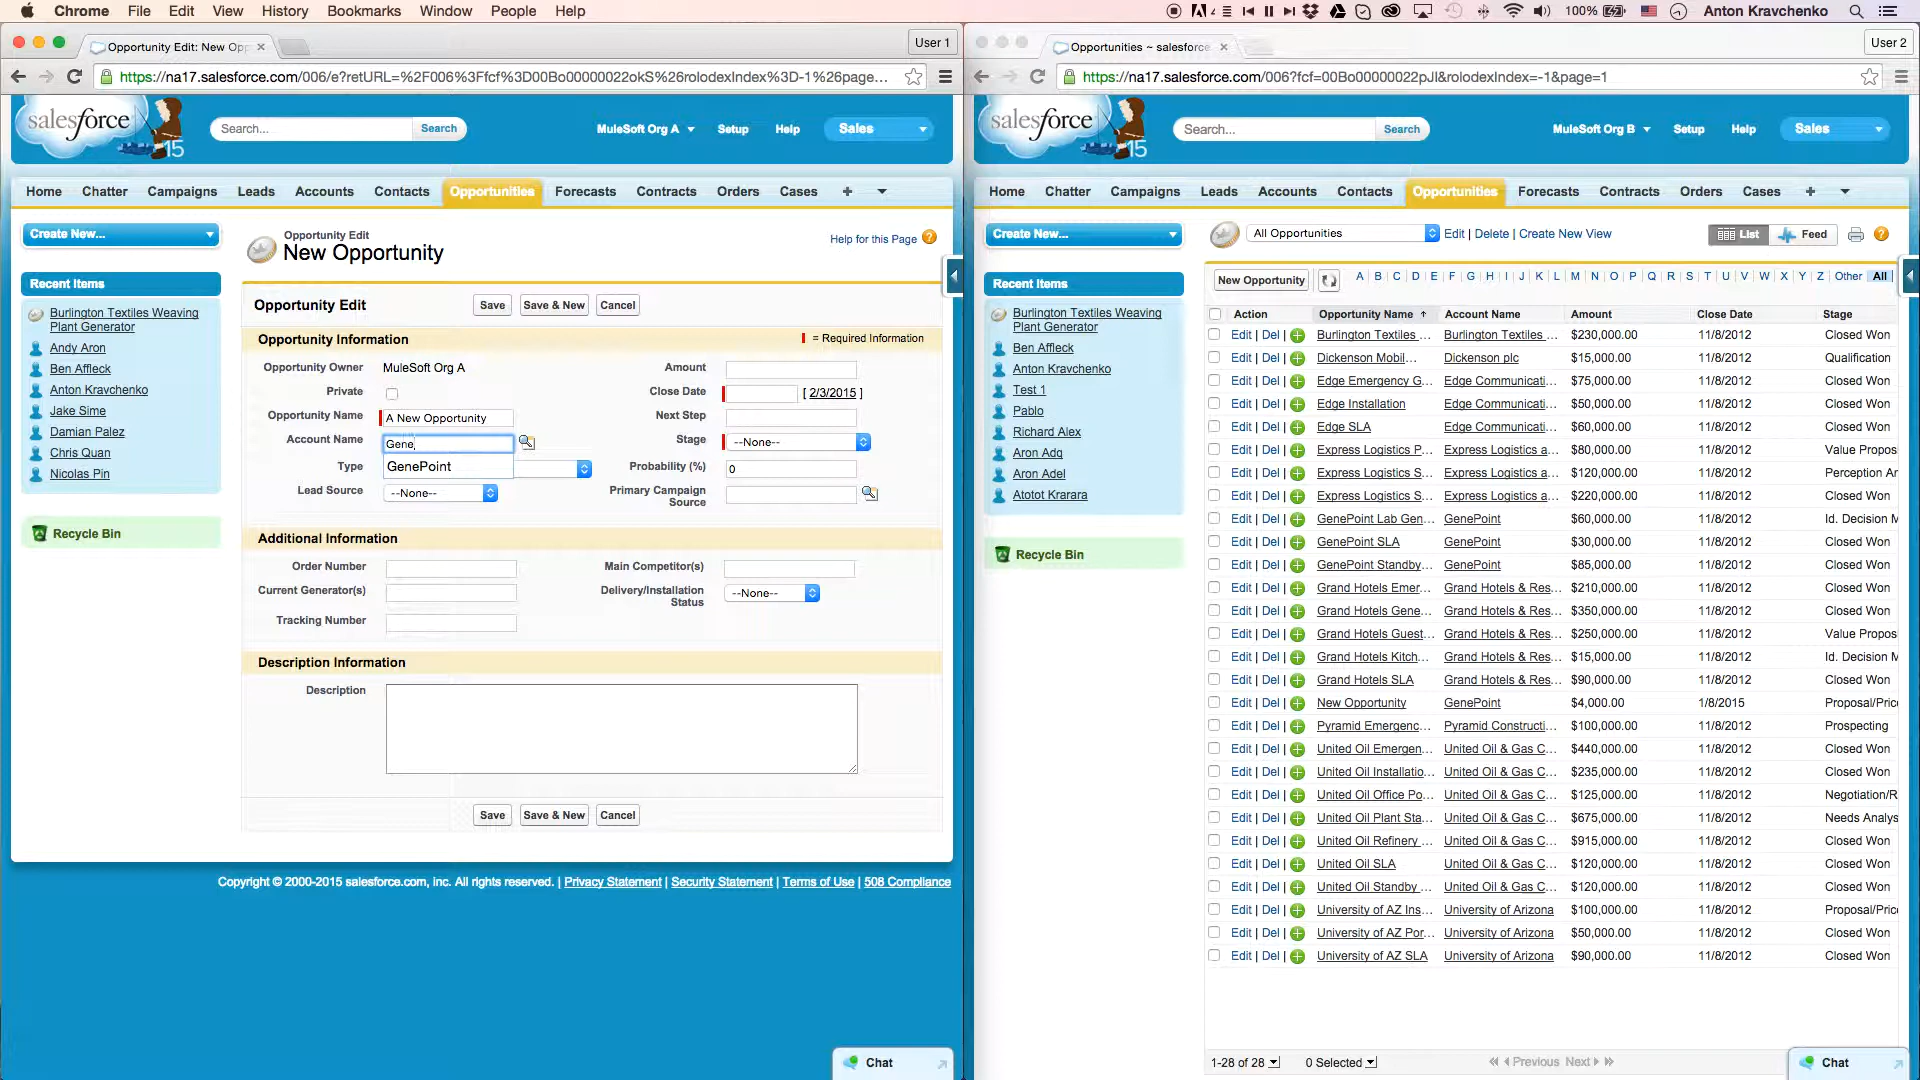 Chrome File Edit View History Bookmarks Window People Help
4 100% Anton Kravchenko
Opportunity Edit: New Opp
User 1
https://na17.salesforce.com/006/e?retURL=%2F006%3Ffcf%3D00Bo00000022okS%26rolodexIndex%3D-1%26page...
salesforce
15
Search...
Search
MuleSoft Org A
Setup
Help
Sales
Home Chatter Campaigns Leads Accounts Contacts Opportunities Forecasts Contracts Orders Cases +
Create New...
Recent Items
Burlington Textiles Weaving
Plant Generator
Andy Aron
Ben Affleck
Anton Kravchenko
Jake Sime
Damian Palez
Chris Quan
Nicolas Pin
Recycle Bin
Opportunity Edit
New Opportunity
Help for this Page ?
Opportunity Edit
Save
Save & New
Cancel
Opportunity Information
= Required Information
Opportunity Owner MuleSoft Org A
Amount
Private
Close Date [ 2/3/2015 ]
Opportunity Name A New Opportunity
Next Step
Account Name Gene
GenePoint
Stage --None--
Type
Probability (%) 0
Lead Source --None--
Primary Campaign
Source
Additional Information
Order Number
Main Competitor(s)
Current Generator(s)
Delivery/Installation
Status
--None--
Tracking Number
Description Information
Description
Save
Save & New
Cancel
Copyright © 2000-2015 salesforce.com, inc. All rights reserved. | Privacy Statement | Security Statement | Terms of Use | 508 Compliance
Chat
Opportunities ~ salesforce
User 2
https://na17.salesforce.com/006?fcf=00Bo00000022pJI&rolodexIndex=-1&page=1
salesforce
15
Search...
Search
MuleSoft Org B
Setup
Help
Sales
Home Chatter Campaigns Leads Accounts Contacts Opportunities Forecasts Contracts Orders Cases +
Create New...
Recent Items
Burlington Textiles Weaving
Plant Generator
Ben Affleck
Anton Kravchenko
Test 1
Pablo
Richard Alex
Aron Adq
Aron Adel
Atotot Krarara
Recycle Bin
All Opportunities
Edit | Delete | Create New View
List
Feed
?
New Opportunity
A B C D E F G H I J K L M N O P Q R S T U V W X Y Z Other All
Action Opportunity Name Account Name Amount Close Date Stage
Edit | Del | Burlington Textiles ... Burlington Textiles ... $230,000.00 11/8/2012 Closed Won
Edit | Del | Dickenson Mobil... Dickenson plc $15,000.00 11/8/2012 Qualification
Edit | Del | Edge Emergency G... Edge Communicati... $75,000.00 11/8/2012 Closed Won
Edit | Del | Edge Installation Edge Communicati... $50,000.00 11/8/2012 Closed Won
Edit | Del | Edge SLA Edge Communicati... $60,000.00 11/8/2012 Closed Won
Edit | Del | Express Logistics P... Express Logistics a... $80,000.00 11/8/2012 Value Propos
Edit | Del | Express Logistics S... Express Logistics a... $120,000.00 11/8/2012 Perception An
Edit | Del | Express Logistics S... Express Logistics a... $220,000.00 11/8/2012 Closed Won
Edit | Del | GenePoint Lab Gen... GenePoint $60,000.00 11/8/2012 Id. Decision M
Edit | Del | GenePoint SLA GenePoint $30,000.00 11/8/2012 Closed Won
Edit | Del | GenePoint Standby... GenePoint $85,000.00 11/8/2012 Closed Won
Edit | Del | Grand Hotels Emer... Grand Hotels & Res... $210,000.00 11/8/2012 Closed Won
Edit | Del | Grand Hotels Gene... Grand Hotels & Res... $350,000.00 11/8/2012 Closed Won
Edit | Del | Grand Hotels Guest... Grand Hotels & Res... $250,000.00 11/8/2012 Value Propos
Edit | Del | Grand Hotels Kitch... Grand Hotels & Res... $15,000.00 11/8/2012 Id. Decision M
Edit | Del | Grand Hotels SLA Grand Hotels & Res... $90,000.00 11/8/2012 Closed Won
Edit | Del | New Opportunity GenePoint $4,000.00 1/8/2015 Proposal/Pric
Edit | Del | Pyramid Emergenc... Pyramid Constructi... $100,000.00 11/8/2012 Prospecting
Edit | Del | United Oil Emergen... United Oil & Gas C... $440,000.00 11/8/2012 Closed Won
Edit | Del | United Oil Installatio... United Oil & Gas C... $235,000.00 11/8/2012 Closed Won
Edit | Del | United Oil Office Po... United Oil & Gas C... $125,000.00 11/8/2012 Negotiation/R
Edit | Del | United Oil Plant Sta... United Oil & Gas C... $675,000.00 11/8/2012 Needs Analys
Edit | Del | United Oil Refinery ... United Oil & Gas C... $915,000.00 11/8/2012 Closed Won
Edit | Del | United Oil SLA United Oil & Gas C... $120,000.00 11/8/2012 Closed Won
Edit | Del | United Oil Standby ... United Oil & Gas C... $120,000.00 11/8/2012 Closed Won
Edit | Del | University of AZ Ins... University of Arizona $100,000.00 11/8/2012 Proposal/Pric
Edit | Del | University of AZ Por... University of Arizona $50,000.00 11/8/2012 Closed Won
Edit | Del | University of AZ SLA University of Arizona $90,000.00 11/8/2012 Closed Won
1-28 of 28 0 Selected Previous Next
Chat